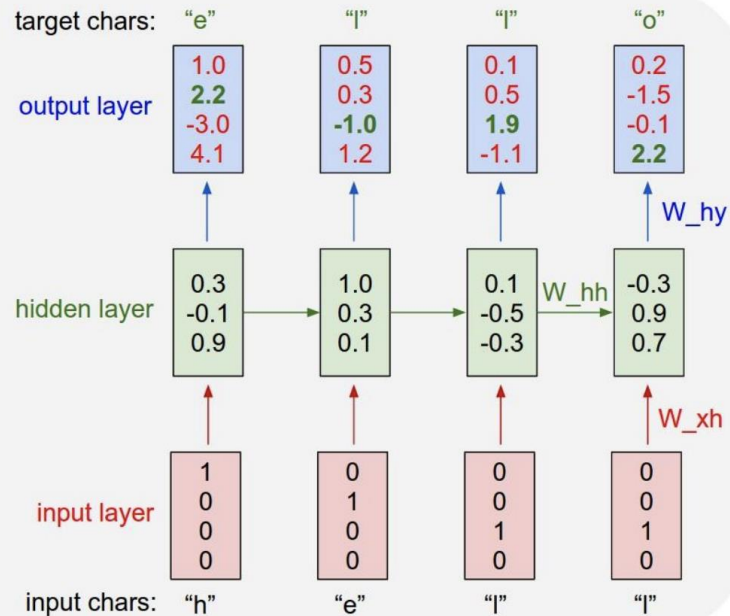 target chars: “e” “l” “l” “o”
1.0 0.5 0.1 0.2
2.2 0.3 0.5 -1.5
output layer -3.0 -1.0 1.9 -0.1
4.1 1.2 -1.1 2.2
W_hy
0.3 1.0 0.1 -0.3
hidden layer -0.1 0.3 -0.5 W_hh 0.9
0.9 0.1 -0.3 0.7
W_xh
1 0 0 0
0 1 0 0
input layer 0 0 1 1
0 0 0 0
input chars: “h” “e” “l” “l”